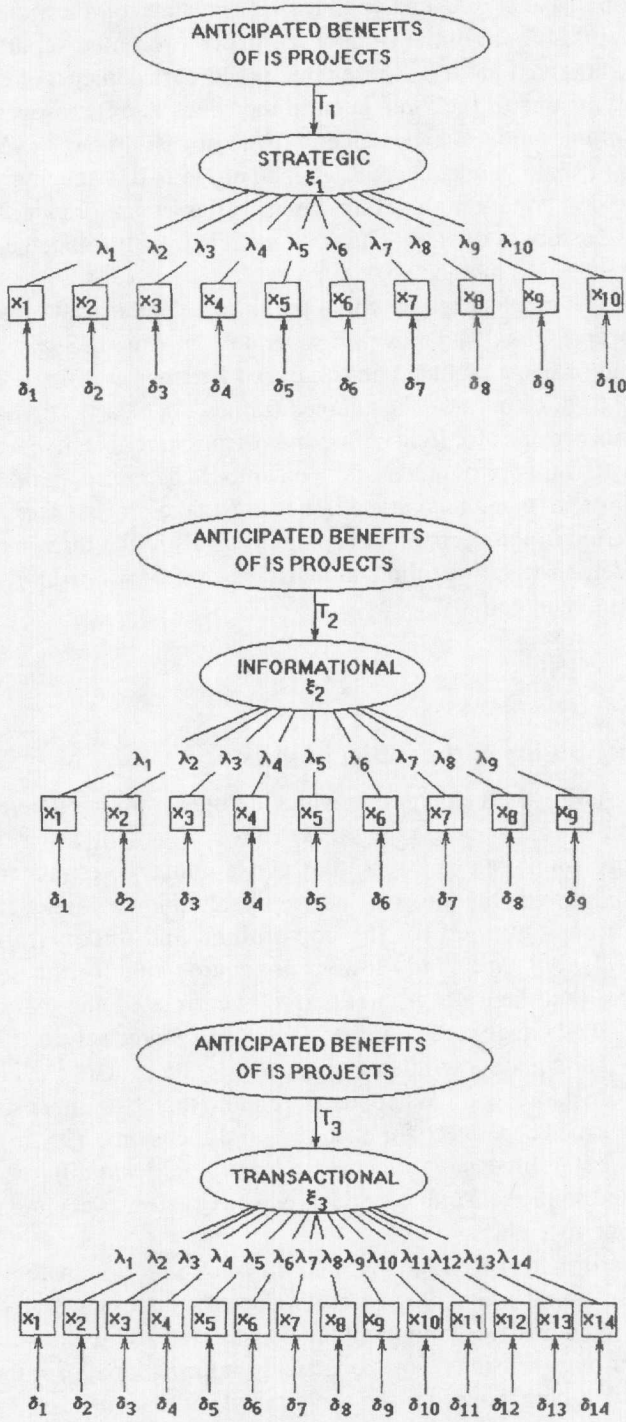 ANTICIPATED BENEFITS
OF IS PROJECTS
T1
STRATEGIC
ξ1
λ1 λ2 λ3 λ4 λ5 λ6 λ7 λ8 λ9 λ10
x1 x2 x3 x4 x5 x6 x7 x8 x9 x10
δ1 δ2 δ3 δ4 δ5 δ6 δ7 δ8 δ9 δ10
ANTICIPATED BENEFITS
OF IS PROJECTS
T2
INFORMATIONAL
ξ2
λ1 λ2 λ3 λ4 λ5 λ6 λ7 λ8 λ9
x1 x2 x3 x4 x5 x6 x7 x8 x9
δ1 δ2 δ3 δ4 δ5 δ6 δ7 δ8 δ9
ANTICIPATED BENEFITS
OF IS PROJECTS
T3
TRANSACTIONAL
ξ3
λ1 λ2 λ3 λ4 λ5 λ6 λ7 λ8 λ9 λ10 λ11 λ12 λ13 λ14
x1 x2 x3 x4 x5 x6 x7 x8 x9 x10 x11 x12 x13 x14
δ1 δ2 δ3 δ4 δ5 δ6 δ7 δ8 δ9 δ10 δ11 δ12 δ13 δ14